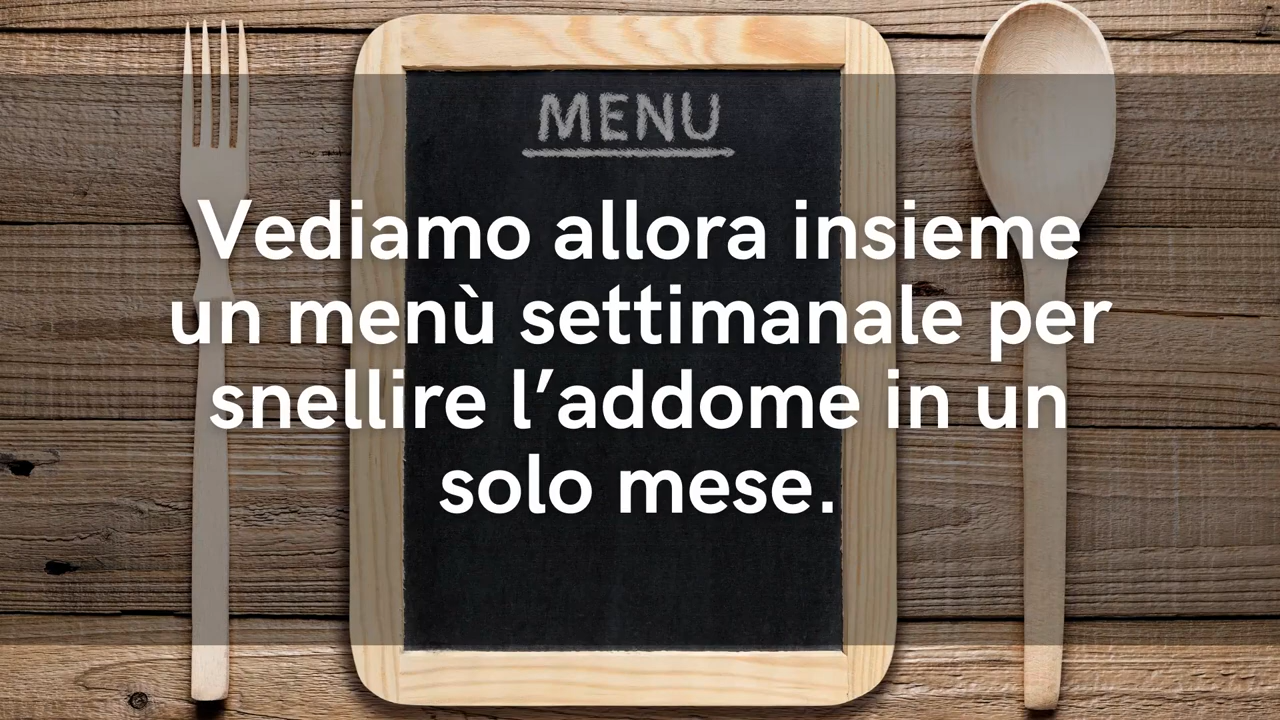 MENU
Vediamo allora insieme
un menù settimanale per
snellire l’addome in un
solo mese.